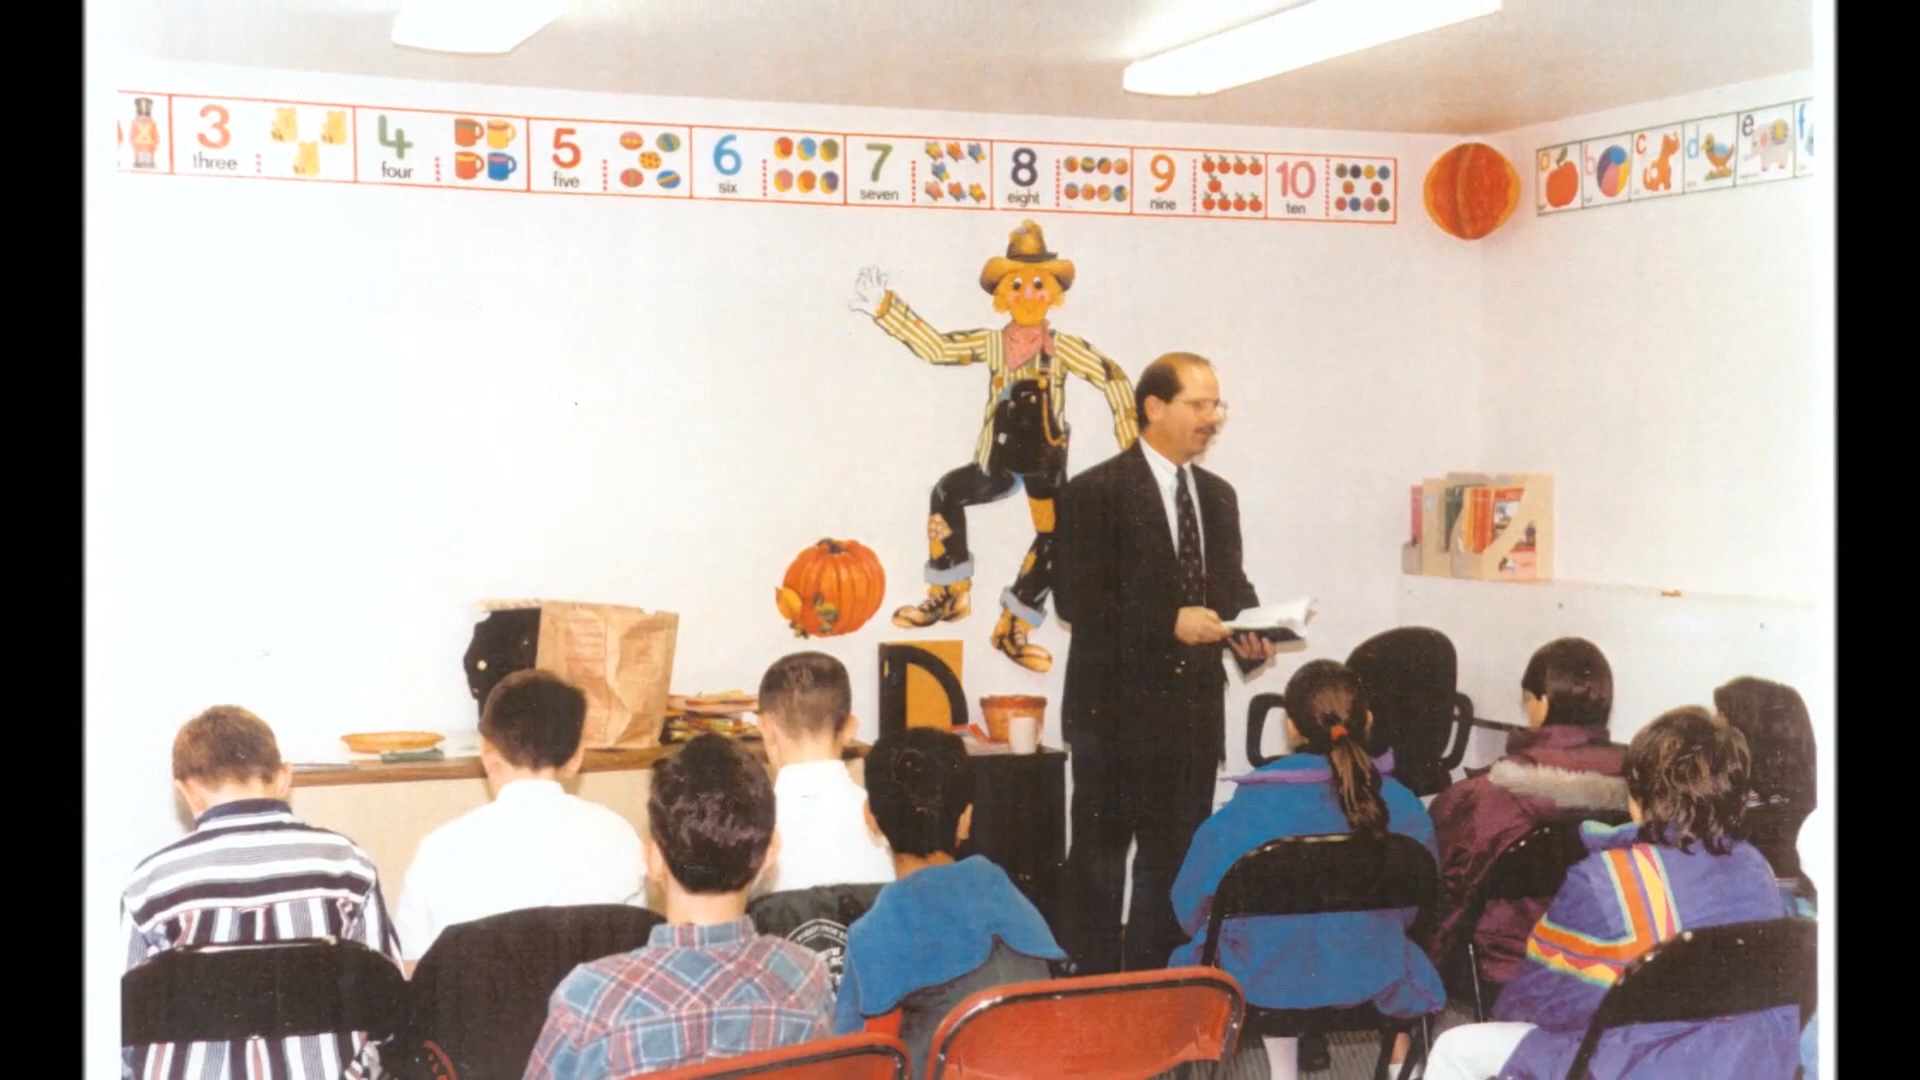 3 three
4 four
5 five
6 six
7 seven
8 eight
9 nine
10 ten
a
b
c
d
e
f